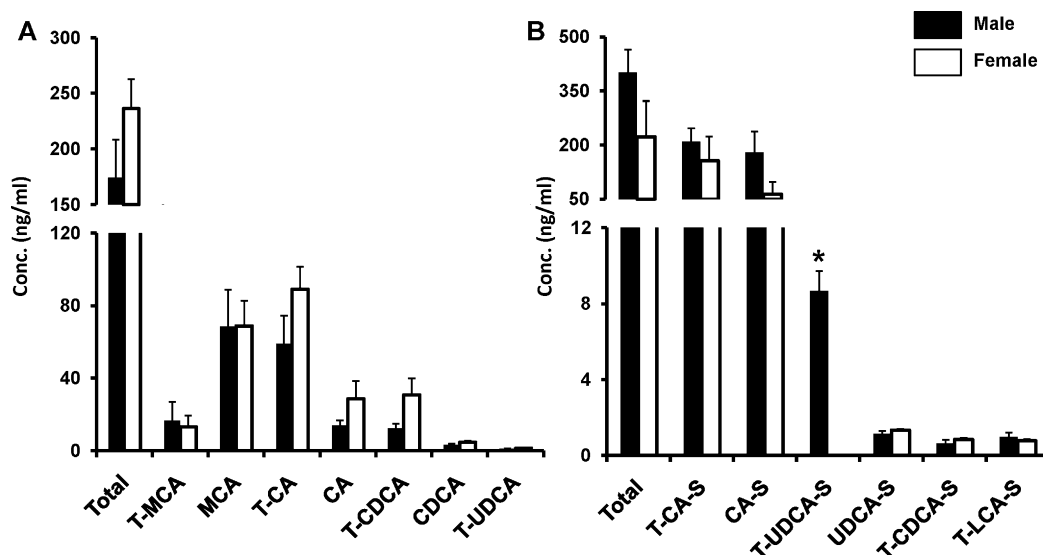 A
Conc. (ng/ml)
300
250
200
150
120
80
40
0
Total
T-MCA
MCA
T-CA
CA
T-CDCA
CDCA
T-UDCA
B
Male
Female
Conc. (ng/ml)
500
350
200
50
12
8
4
0
*
Total
T-CA-S
CA-S
T-UDCA-S
UDCA-S
T-CDCA-S
T-LCA-S